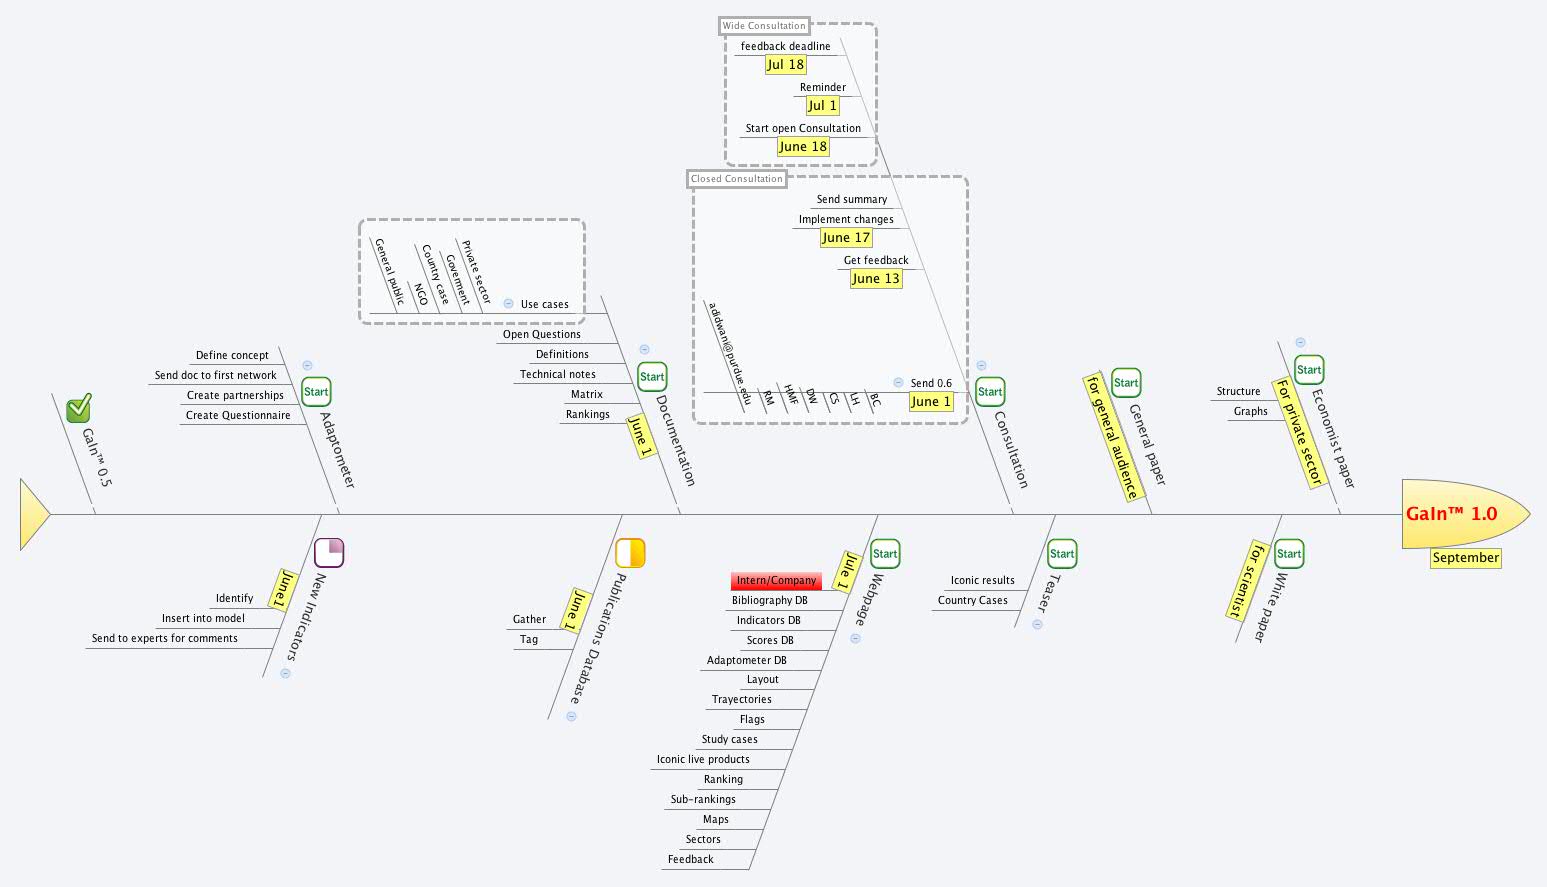 Wide Consultation
feedback deadline
Jul 18
Reminder
Jul 1
Start open Consultation
June 18
Closed Consultation
Send summary
Implement changes
June 17
Get feedback
June 13
adidwani@purdue.edu
RM
HMF
DW
CS
LH
BC
Send 0.6
June 1
Start
Consultation
General public
NGO
Country case
Goverment
Private sector
Use cases
Open Questions
Definitions
Technical notes
Matrix
Rankings
June 1
Start
Documentation
Define concept
Send doc to first network
Create partnerships
Create Questionnaire
Start
Adaptometer
GaIn™ 0.5
for general audience
Start
General paper
Structure
Graphs
For private sector
Start
Economist paper
GaIn™ 1.0
September
June1
New Indicators
Identify
Insert into model
Send to experts for comments
June 1
Publications Database
Gather
Tag
Jule 1
Start
Webpage
Intern/Company
Bibliography DB
Indicators DB
Scores DB
Adaptometer DB
Layout
Trayectories
Flags
Study cases
Iconic live products
Ranking
Sub-rankings
Maps
Sectors
Feedback
Start
Teaser
Iconic results
Country Cases
for scientist
Start
White paper